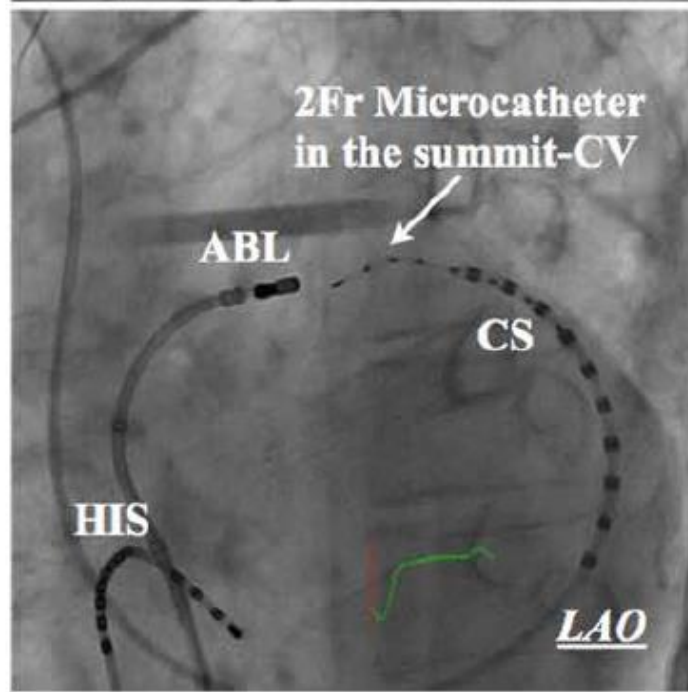 2Fr Microcatheter
in the summit-CV
ABL
CS
HIS
LAO